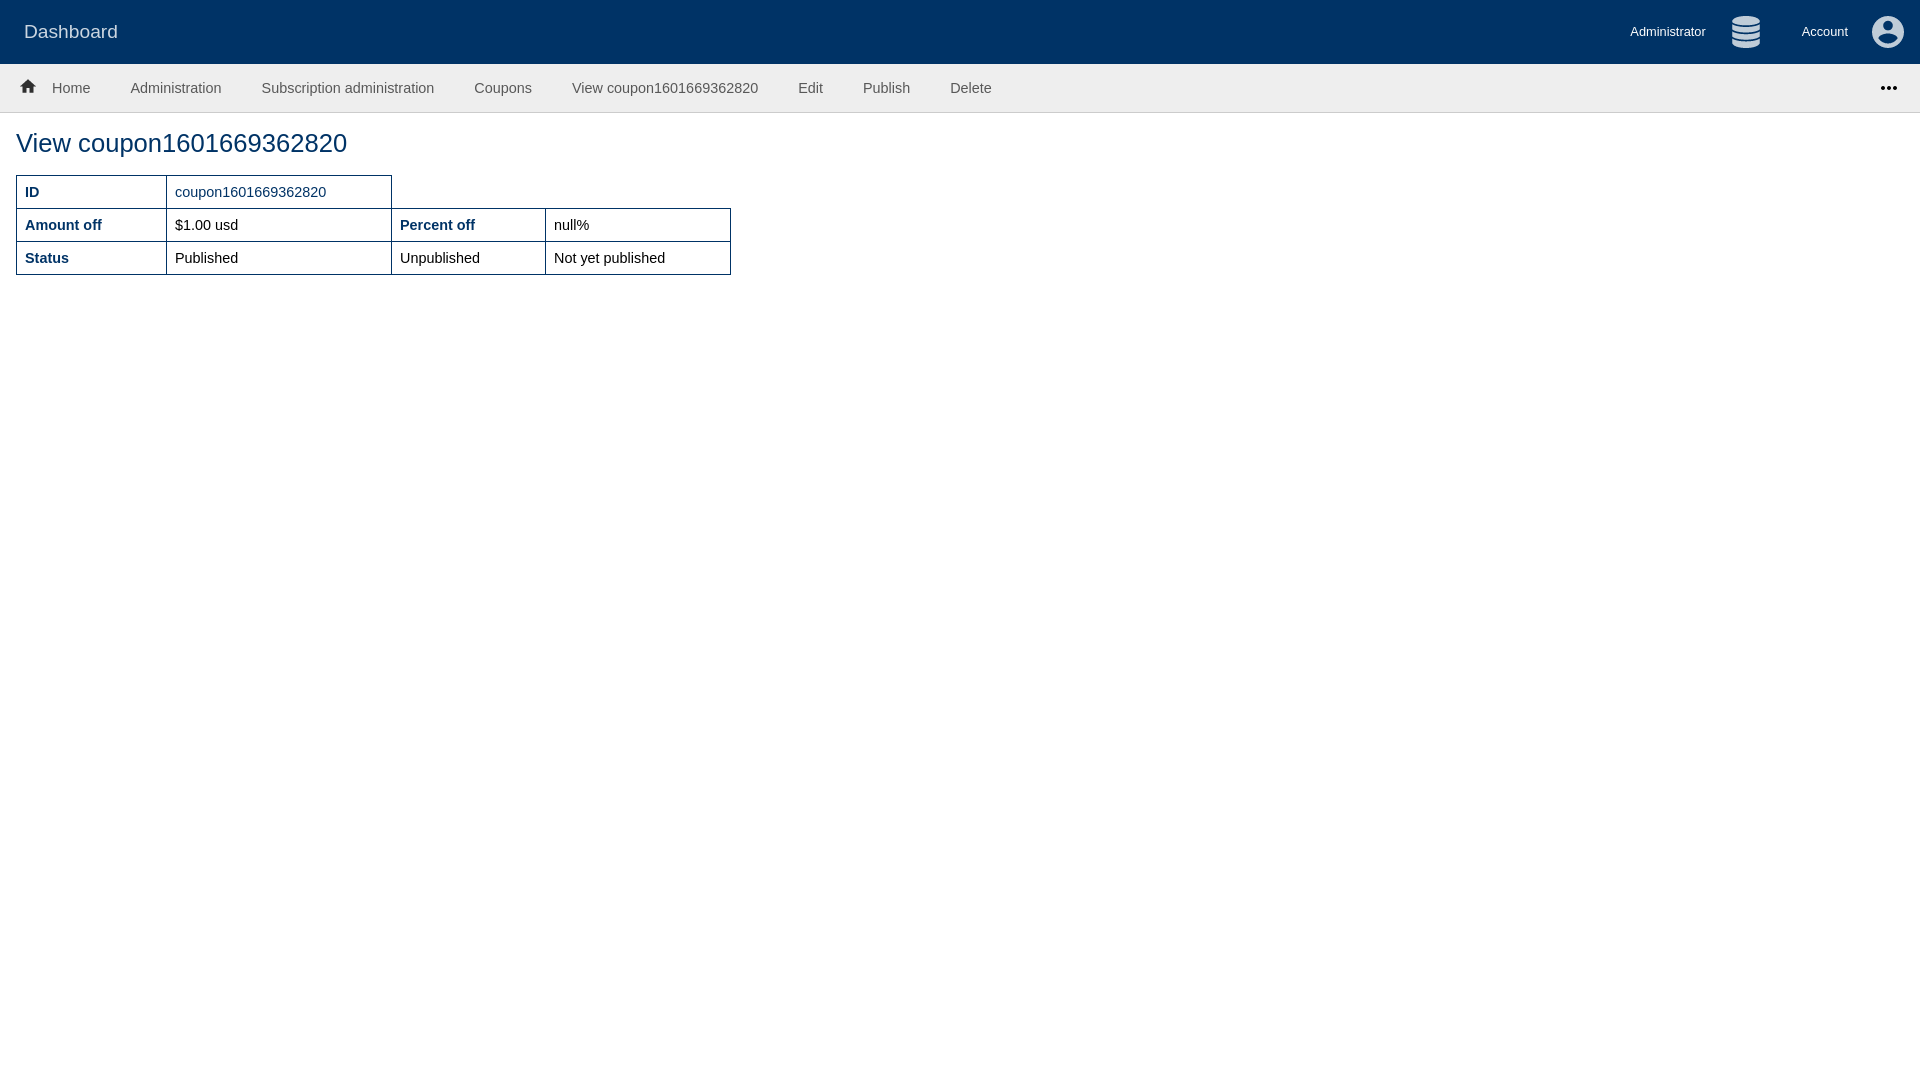 Dashboard
Administrator
Account
Home Administration Subscription administration Coupons View coupon1601669362820 Edit Publish Delete
View coupon1601669362820
ID coupon1601669362820
Amount off $1.00 usd Percent off null%
Status Published Unpublished Not yet published